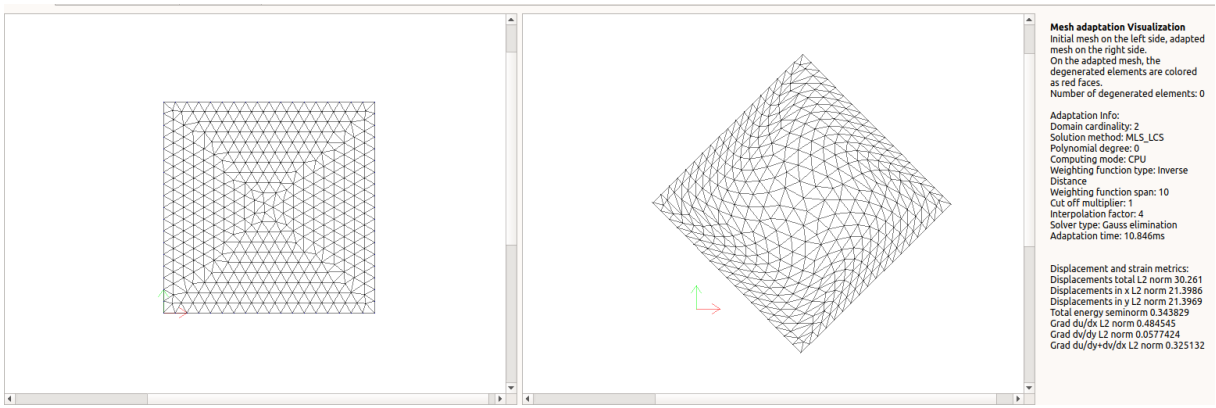 Mesh adaptation Visualization
Initial mesh on the left side, adapted
mesh on the right side.
On the adapted mesh, the
degenerated elements are colored
as red faces.
Number of degenerated elements: 0
Adaptation Info:
Domain cardinality: 2
Solution method: MLS_LCS
Polynomial degree: 0
Computing mode: CPU
Weighting function type: Inverse
Distance
Weighting function span: 10
Cut off multiplier: 1
Interpolation factor: 4
Solver type: Gauss elimination
Adaptation time: 10.846ms
Displacement and strain metrics:
Displacements total L2 norm 30.261
Displacements in x L2 norm 21.3986
Displacements in y L2 norm 21.3969
Total energy seminorm 0.343829
Grad du/dx L2 norm 0.484545
Grad dv/dy L2 norm 0.0577424
Grad du/dy+dv/dx L2 norm 0.325132